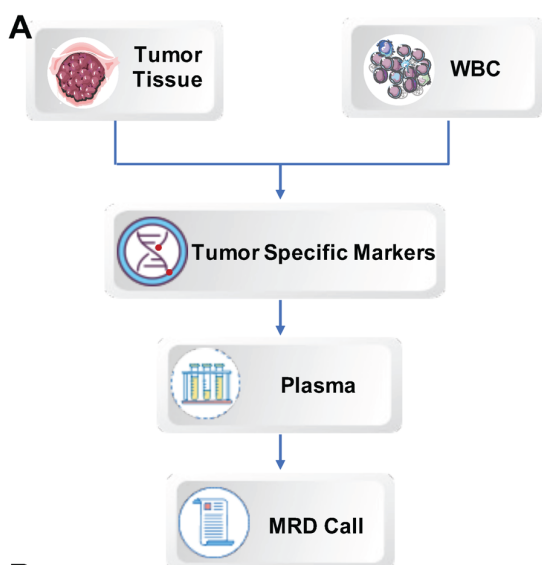 A
Tumor
Tissue
WBC
Tumor Specific Markers
Plasma
MRD Call